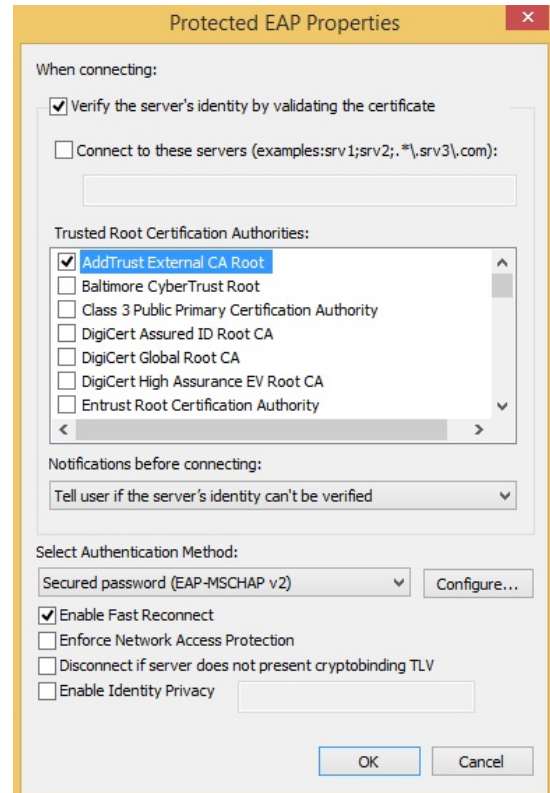 Protected EAP Properties
When connecting:
Verify the server's identity by validating the certificate
Connect to these servers (examples:srv1;srv2;.*\.srv3\.com):
Trusted Root Certification Authorities:
AddTrust External CA Root
Baltimore CyberTrust Root
Class 3 Public Primary Certification Authority
DigiCert Assured ID Root CA
DigiCert Global Root CA
DigiCert High Assurance EV Root CA
Entrust Root Certification Authority
Notifications before connecting:
Tell user if the server's identity can't be verified
Select Authentication Method:
Secured password (EAP-MSCHAP v2) Configure...
Enable Fast Reconnect
Enforce Network Access Protection
Disconnect if server does not present cryptobinding TLV
Enable Identity Privacy
OK Cancel